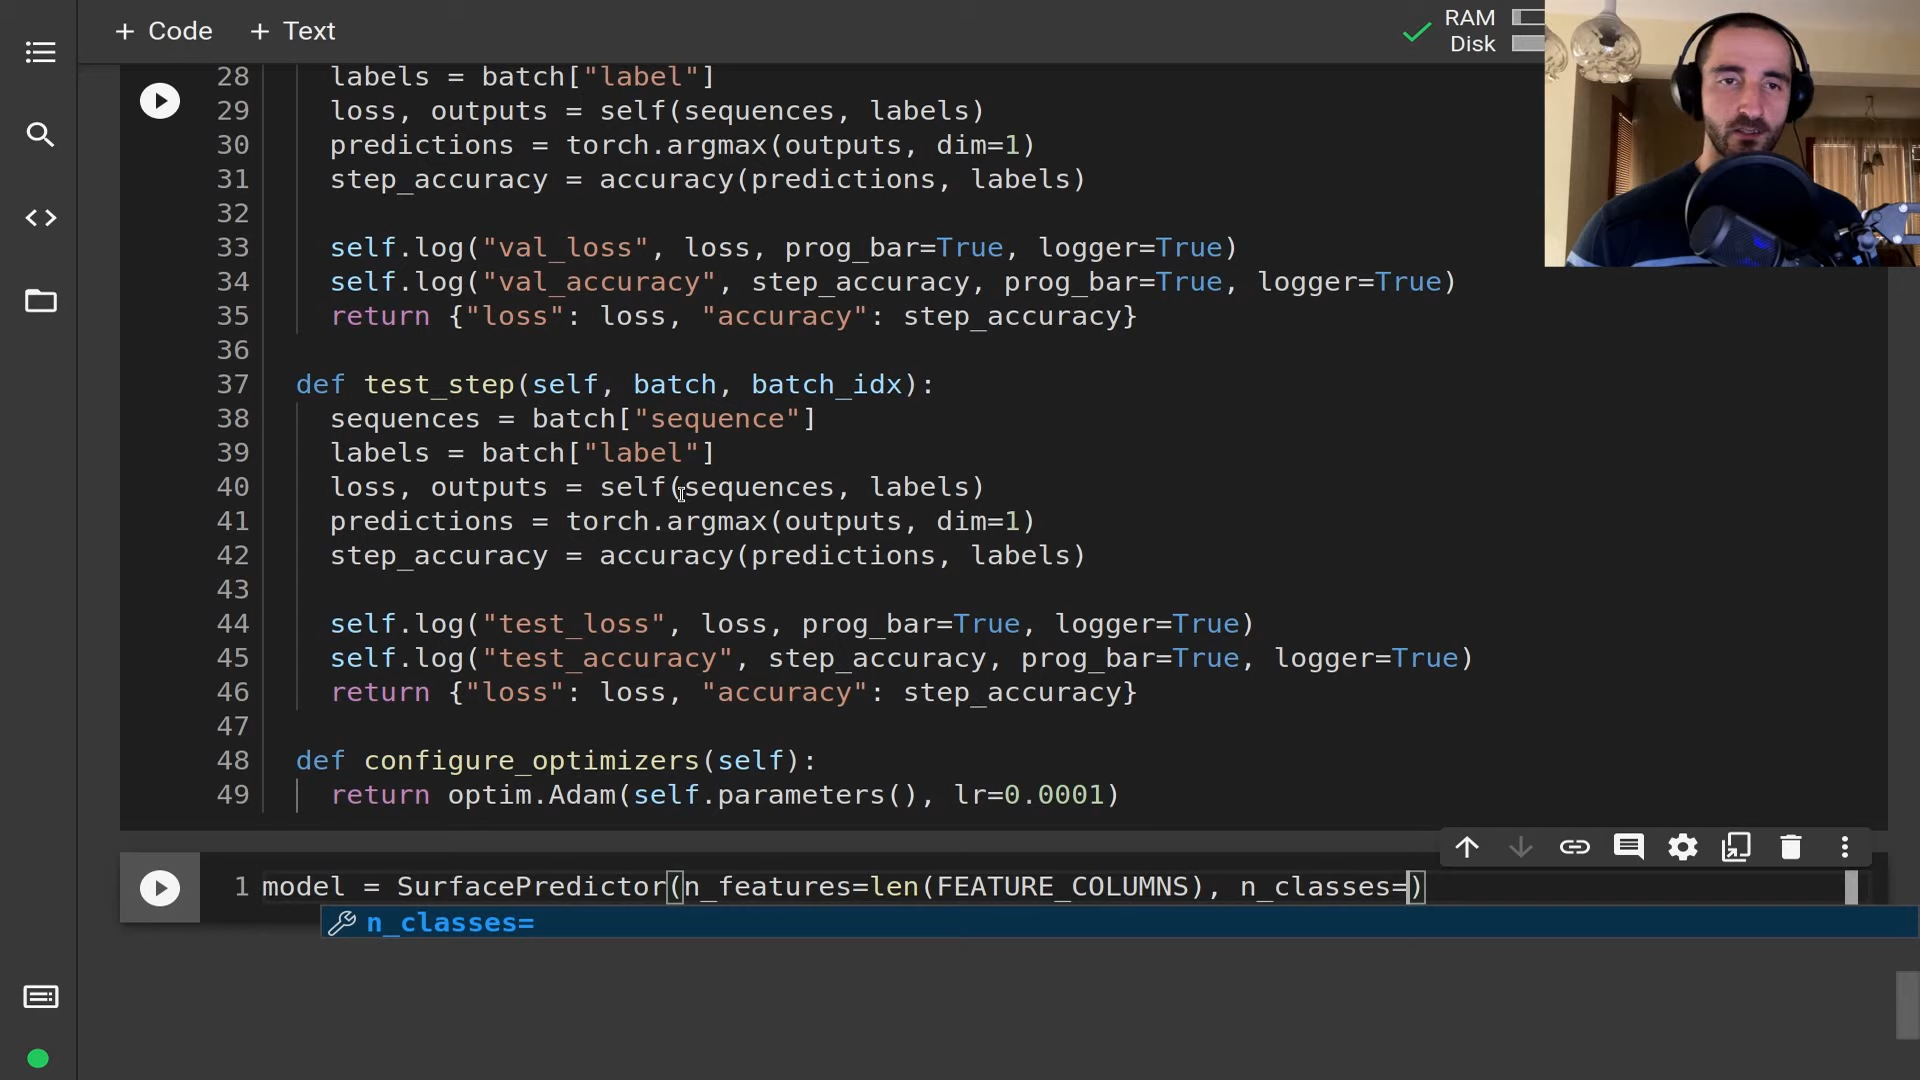 + Code + Text
RAM
Disk
28 labels = batch["label"]
29 loss, outputs = self(sequences, labels)
30 predictions = torch.argmax(outputs, dim=1)
31 step_accuracy = accuracy(predictions, labels)
32
33 self.log("val_loss", loss, prog_bar=True, logger=True)
34 self.log("val_accuracy", step_accuracy, prog_bar=True, logger=True)
35 return {"loss": loss, "accuracy": step_accuracy}
36
37 def test_step(self, batch, batch_idx):
38 sequences = batch["sequence"]
39 labels = batch["label"]
40 loss, outputs = self(sequences, labels)
41 predictions = torch.argmax(outputs, dim=1)
42 step_accuracy = accuracy(predictions, labels)
43
44 self.log("test_loss", loss, prog_bar=True, logger=True)
45 self.log("test_accuracy", step_accuracy, prog_bar=True, logger=True)
46 return {"loss": loss, "accuracy": step_accuracy}
47
48 def configure_optimizers(self):
49 return optim.Adam(self.parameters(), lr=0.0001)
1 model = SurfacePredictor(n_features=len(FEATURE_COLUMNS), n_classes=)
n_classes=